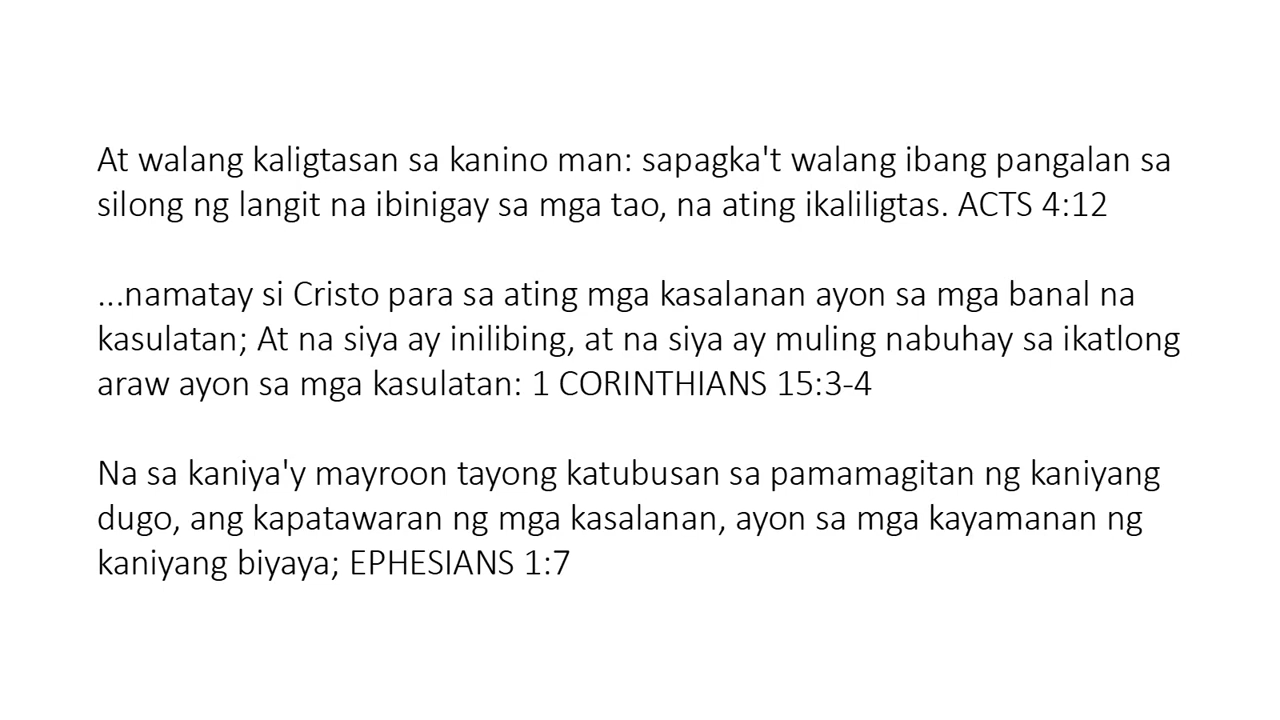 At walang kaligtasan sa kanino man: sapagka't walang ibang pangalan sa
silong ng langit na ibinigay sa mga tao, na ating ikaliligtas. ACTS 4:12
...namatay si Cristo para sa ating mga kasalanan ayon sa mga banal na
kasulatan; At na siya ay inilibing, at na siya ay muling nabuhay sa ikatlong
araw ayon sa mga kasulatan: 1 CORINTHIANS 15:3-4
Na sa kaniya'y mayroon tayong katubusan sa pamamagitan ng kaniyang
dugo, ang kapatawaran ng mga kasalanan, ayon sa mga kayamanan ng
kaniyang biyaya; EPHESIANS 1:7